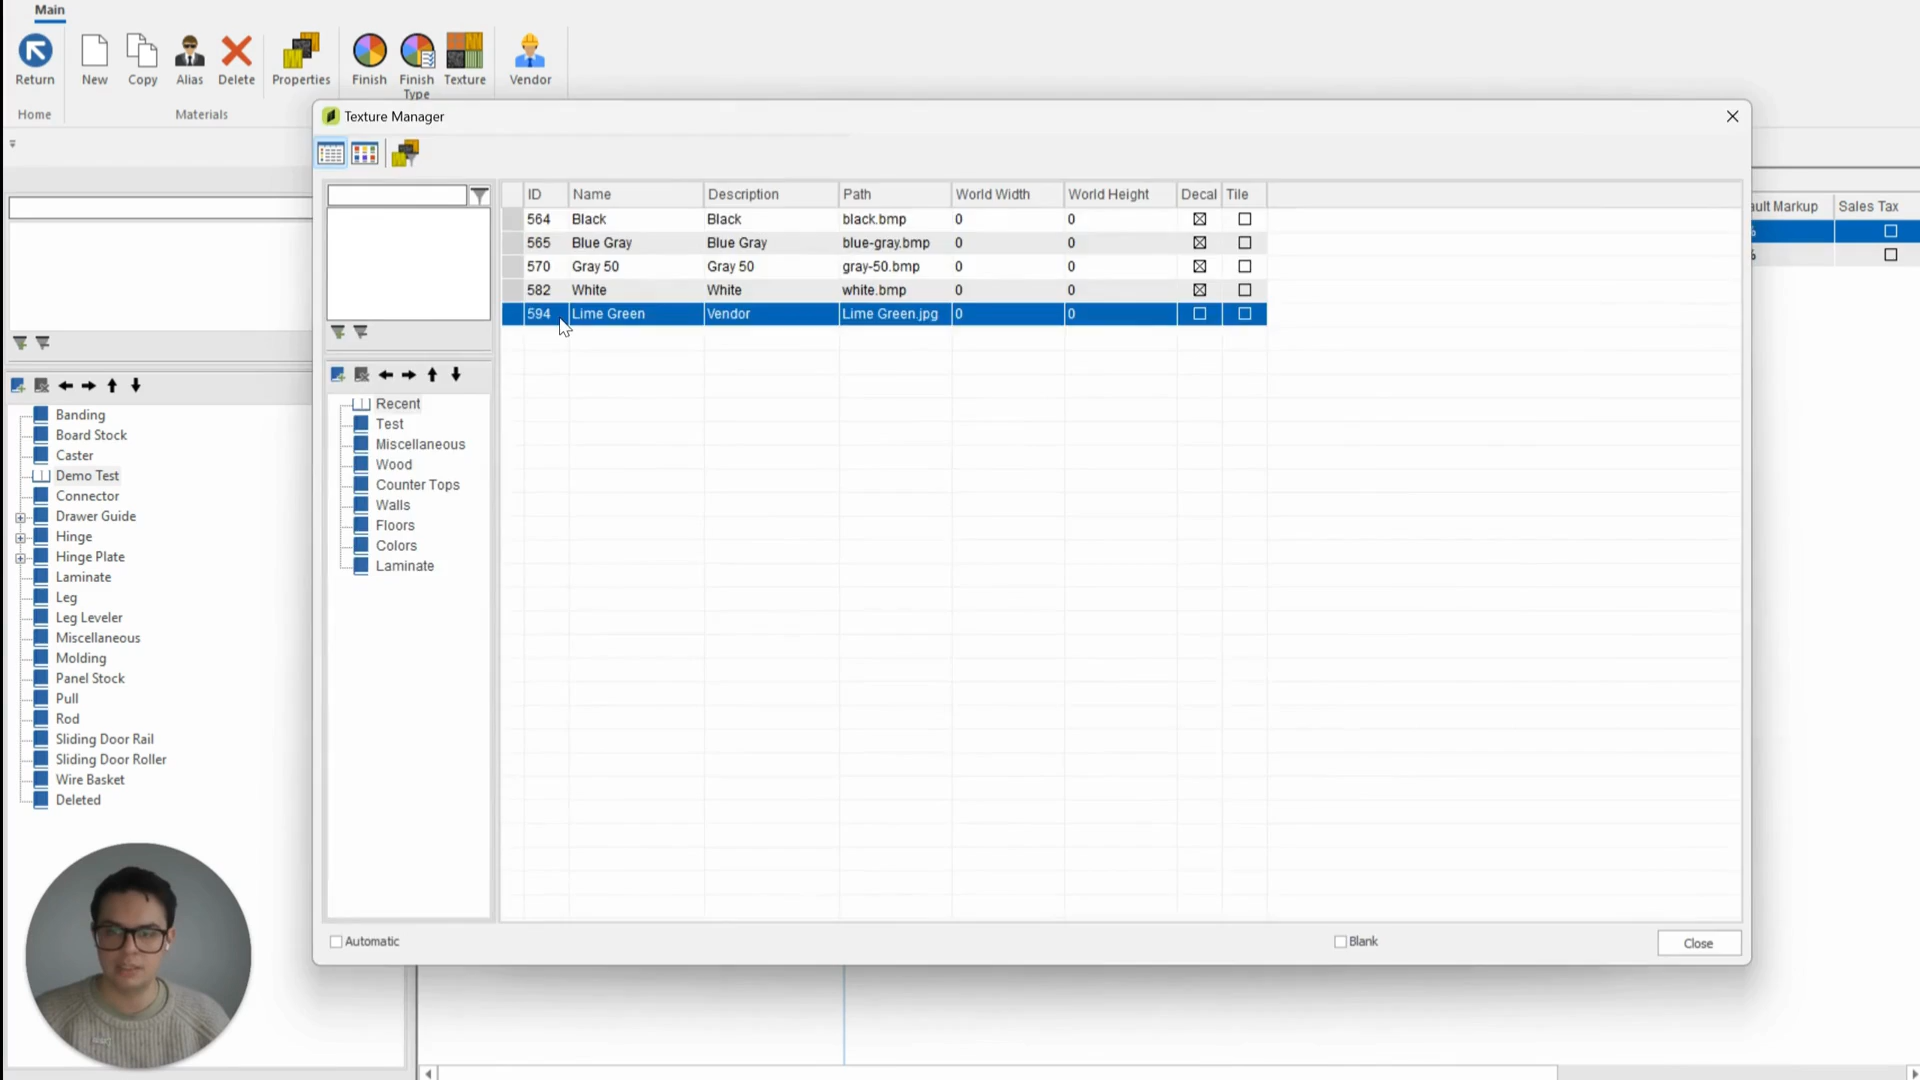 Main
Return
New
Copy
Alias
Delete
Properties
Finish
Finish
Type
Texture
Vendor
Home
Materials
Texture Manager
ID Name Description Path World Width World Height Decal Tile
564 Black Black black.bmp 0 0
565 Blue Gray Blue Gray blue-gray.bmp 0 0
570 Gray 50 Gray 50 gray-50.bmp 0 0
582 White White white.bmp 0 0
594 Lime Green Vendor Lime Green.jpg 0 0
ault Markup Sales Tax
%
%
Recent
Test
Miscellaneous
Wood
Counter Tops
Walls
Floors
Colors
Laminate
Banding
Board Stock
Caster
Demo Test
Connector
Drawer Guide
Hinge
Hinge Plate
Laminate
Leg
Leg Leveler
Miscellaneous
Molding
Panel Stock
Pull
Rod
Sliding Door Rail
Sliding Door Roller
Wire Basket
Deleted
Automatic
Blank
Close